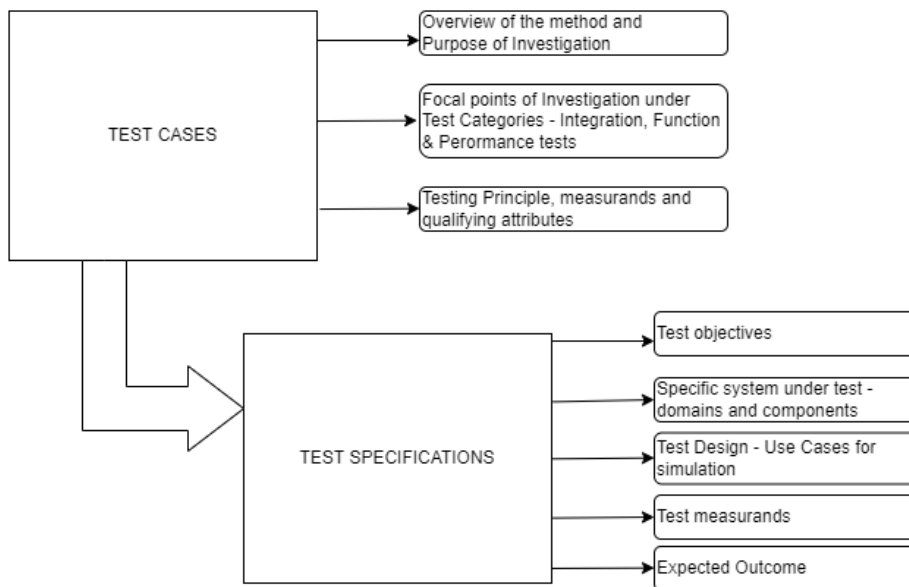 Overview of the method and
Purpose of Investigation
TEST CASES
Focal points of Investigation under
Test Categories - Integration, Function
& Perormance tests
Testing Principle, measurands and
qualifying attributes
TEST SPECIFICATIONS
Test objectives
Specific system under test -
domains and components
Test Design - Use Cases for
simulation
Test measurands
Expected Outcome